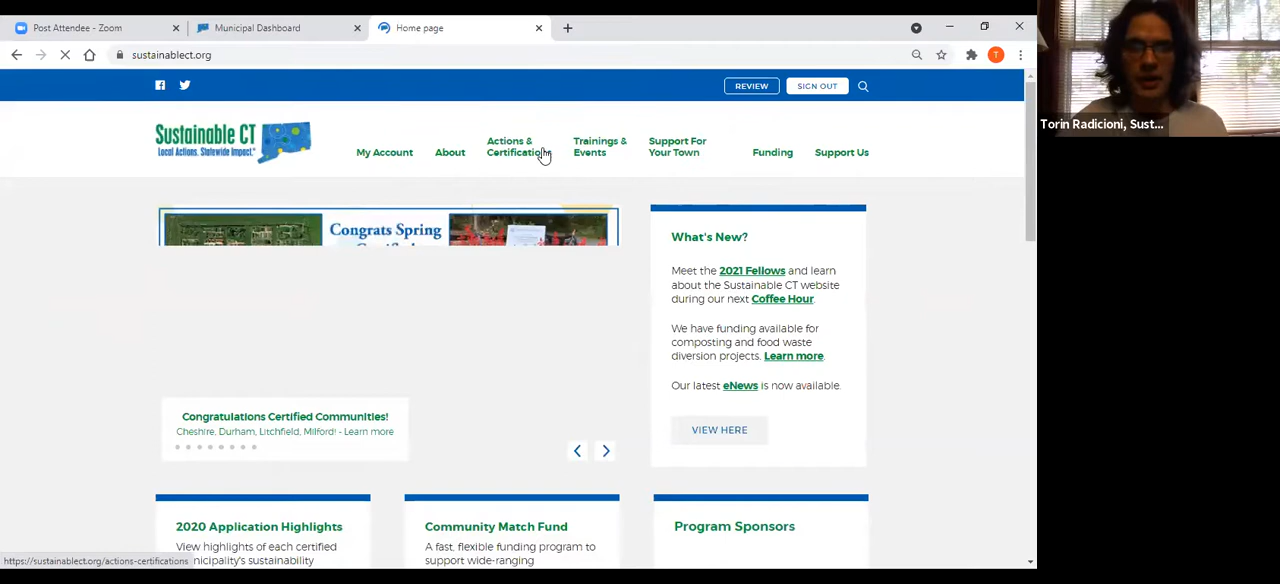 Post Attendee - Zoom
Municipal Dashboard
Home page
sustainablect.org
T
REVIEW
SIGN OUT
Sustainable CT
Local Actions. Statewide Impact.
My Account
About
Actions &
Certifications
Trainings &
Events
Support For
Your Town
Funding
Support Us
Congrats Spring
What's New?
Meet the 2021 Fellows and learn
about the Sustainable CT website
during our next Coffee Hour.
We have funding available for
composting and food waste
diversion projects. Learn more.
Our latest eNews is now available.
VIEW HERE
Congratulations Certified Communities!
Cheshire, Durham, Litchfield, Milford! - Learn more
2020 Application Highlights
View highlights of each certified
municipality's sustainability
Community Match Fund
A fast, flexible funding program to
support wide-ranging
Program Sponsors
https://sustainablect.org/actions-certifications
Torin Radicioni, Sust...